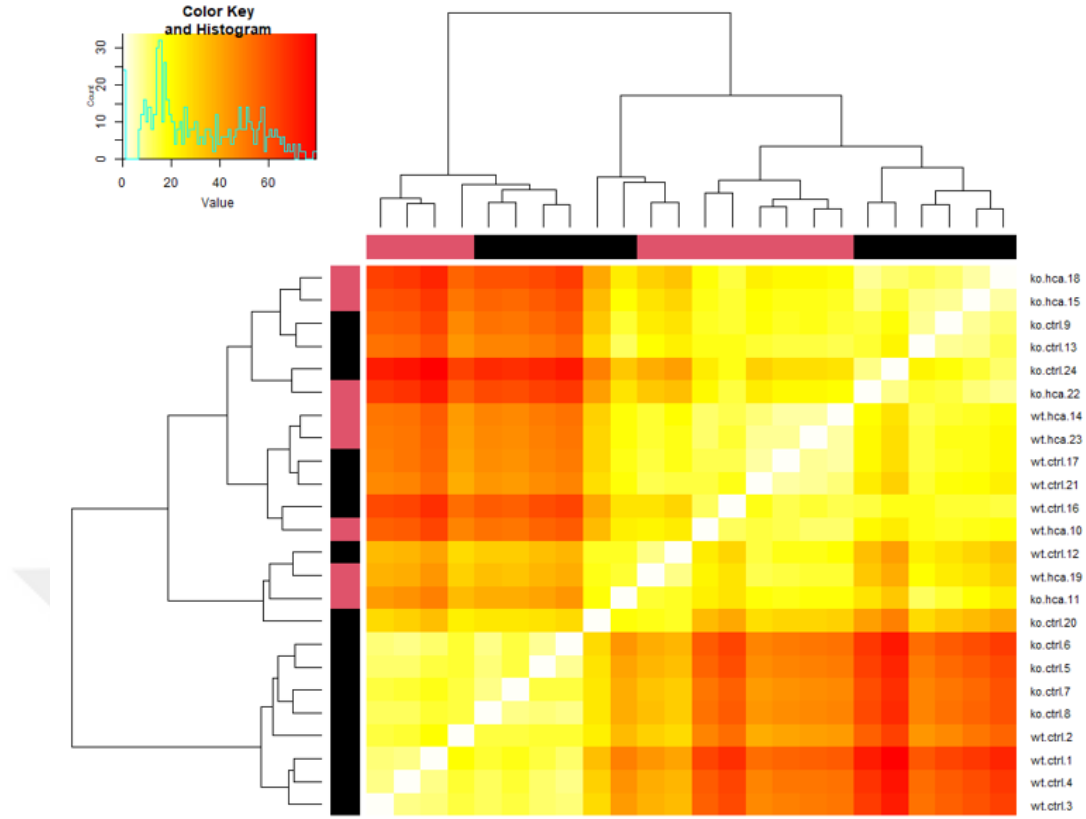 Color Key
and Histogram
Count
0
10
20
30
0
20
40
60
Value
ko.hca.18
ko.hca.15
ko.ctrl.9
ko.ctrl.13
ko.ctrl.24
ko.hca.22
wt.hca.14
wt.hca.23
wt.ctrl.17
wt.ctrl.21
wt.ctrl.16
wt.hca.10
wt.ctrl.12
wt.hca.19
ko.hca.11
ko.ctrl.20
ko.ctrl.6
ko.ctrl.5
ko.ctrl.7
ko.ctrl.8
wt.ctrl.2
wt.ctrl.1
wt.ctrl.4
wt.ctrl.3